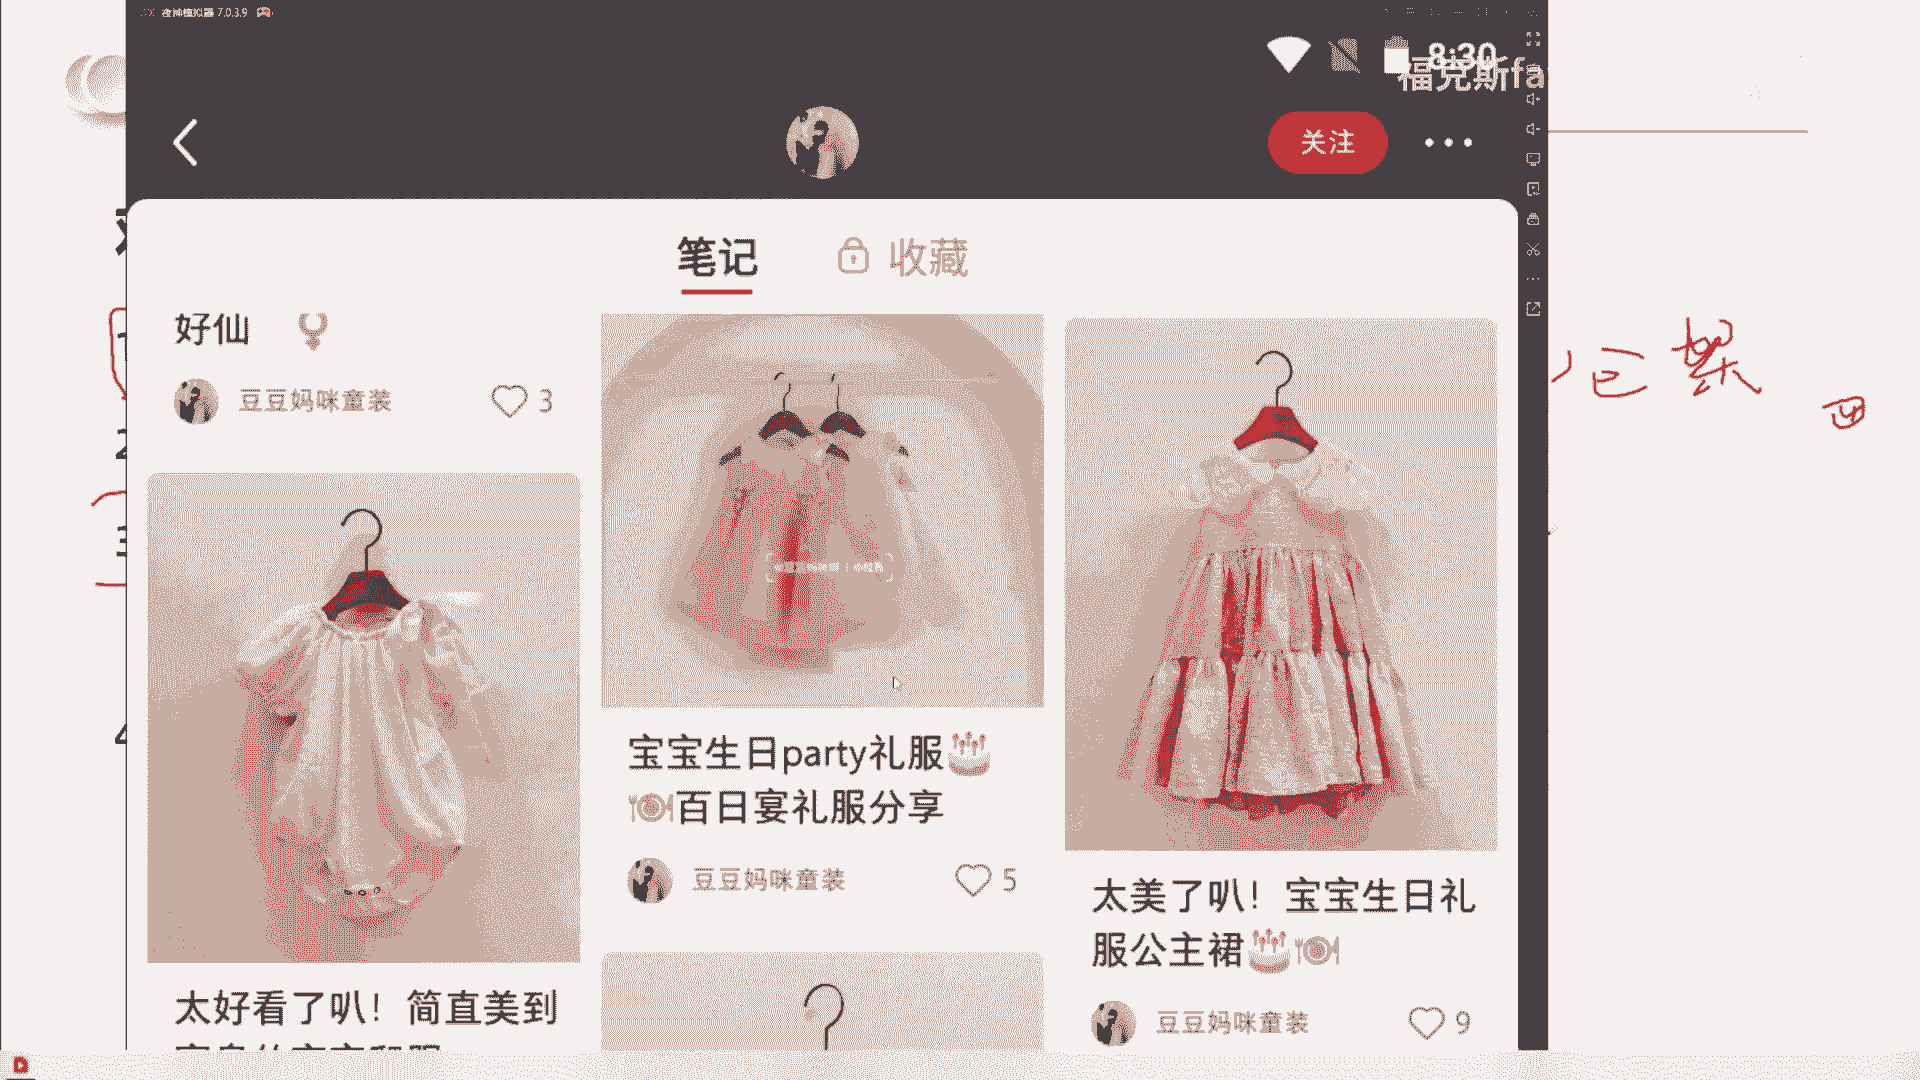 夜神模拟器 7.0.3.9
8:30
福克斯fa
关注
笔记
收藏
好仙
豆豆妈咪童装
3
宝宝生日party礼服
百日宴礼服分享
豆豆妈咪童装
5
太美了叭！宝宝生日礼
服公主裙
豆豆妈咪童装
9
太好看了叭！简直美到
2
3
4